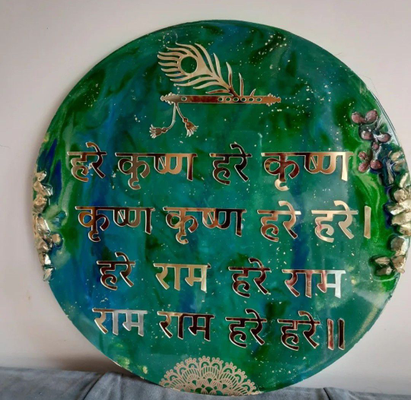 हरे कृष्ण हरे कृष्ण
कृष्ण कृष्ण हरे हरे।
हरे राम हरे राम
राम राम हरे हरे॥